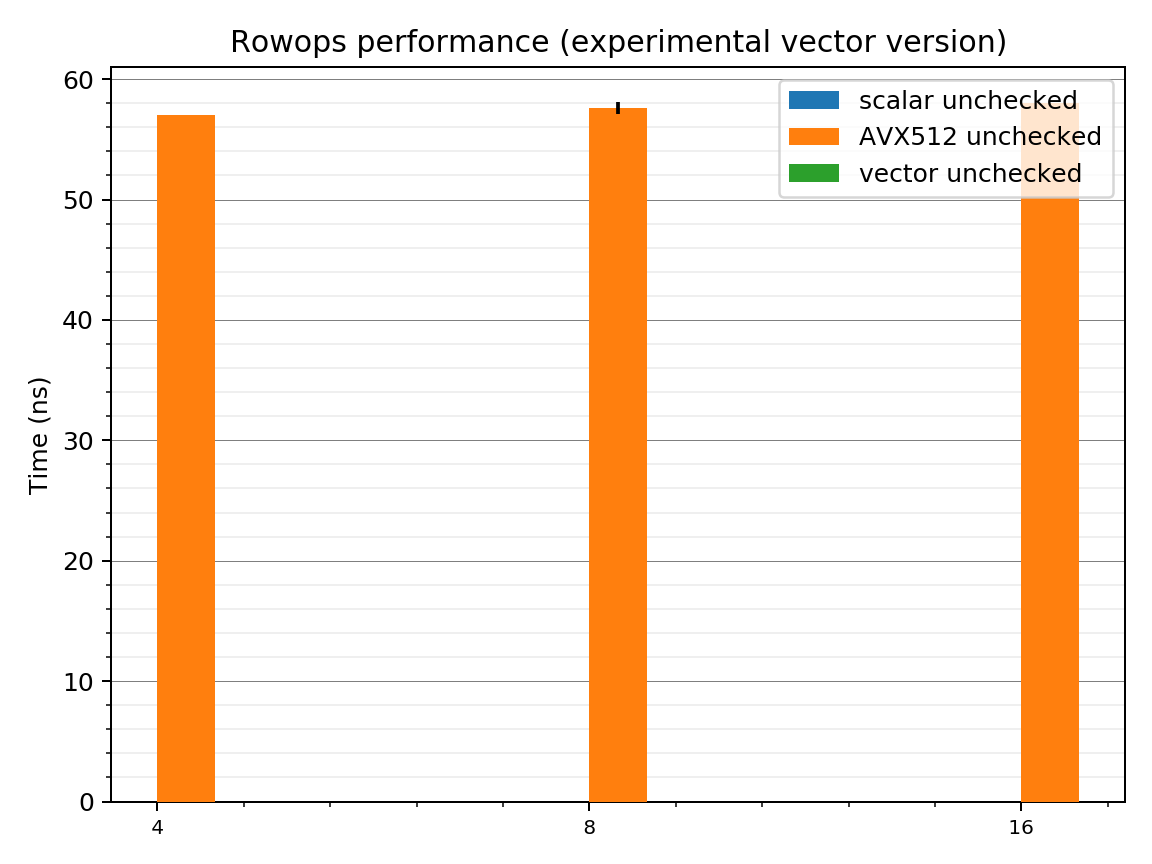 Rowops performance (experimental vector version)
60
50
40
30
20
10
0
Time (ns)
scalar unchecked
AVX512 unchecked
vector unchecked
4
8
16